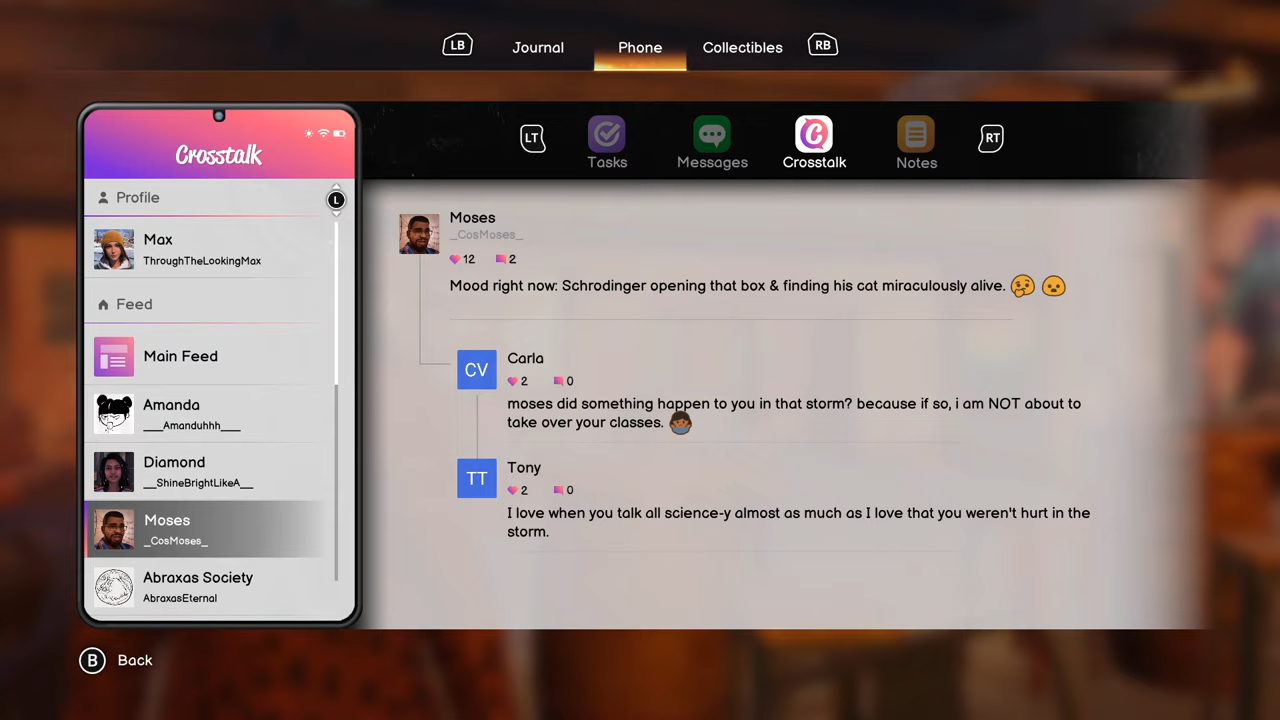 LB Journal Phone Collectibles RB
LT RT
Tasks Messages Crosstalk Notes
Crosstalk
Profile
L
Max
ThroughTheLookingMax
Feed
Main Feed
Amanda
___Amanduhhh___
Diamond
__ShineBrightLikeA__
Moses
_CosMoses_
Abraxas Society
AbraxasEternal
Moses
_CosMoses_
12 2
Mood right now: Schrodinger opening that box & finding his cat miraculously alive.
CV
Carla
2 0
moses did something happen to you in that storm? because if so, i am NOT about to
take over your classes.
TT
Tony
2 0
I love when you talk all science-y almost as much as I love that you weren't hurt in the
storm.
B Back